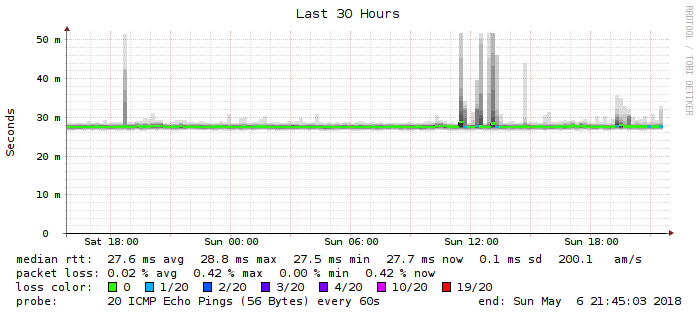 Last 30 Hours
RRDTOOL / TOBI OETIKER
Seconds
50 m
40 m
30 m
20 m
10 m
0
Sat 18:00 Sun 00:00 Sun 06:00 Sun 12:00 Sun 18:00
median rtt: 27.6 ms avg 28.8 ms max 27.5 ms min 27.7 ms now 0.1 ms sd 200.1 am/s
packet loss: 0.02 % avg 0.42 % max 0.00 % min 0.42 % now
loss color: 0 1/20 2/20 3/20 4/20 10/20 19/20
probe: 20 ICMP Echo Pings (56 Bytes) every 60s end: Sun May 6 21:45:03 2018